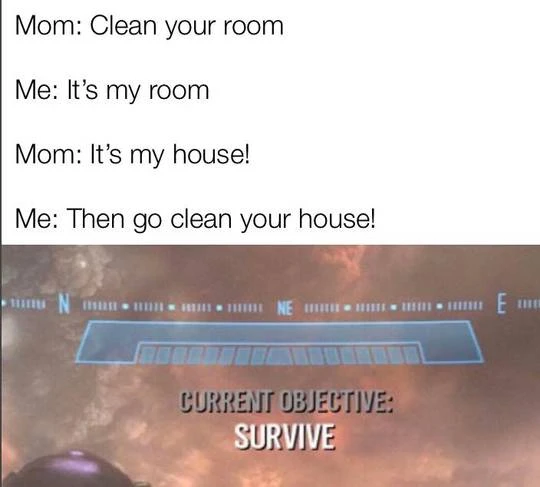 Mom: Clean your room
Me: It’s my room
Mom: It’s my house!
Me: Then go clean your house!
N NE E
CURRENT OBJECTIVE:
SURVIVE